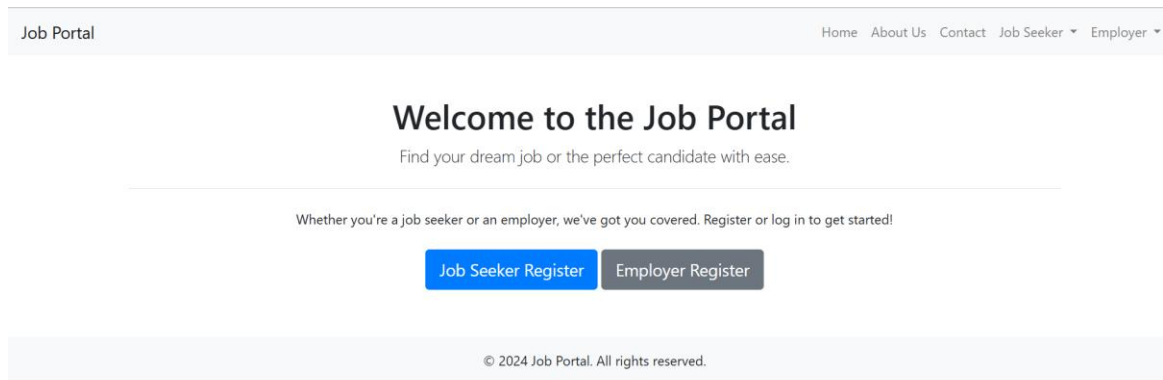 Job Portal
Home About Us Contact Job Seeker Employer
Welcome to the Job Portal
Find your dream job or the perfect candidate with ease.
Whether you're a job seeker or an employer, we've got you covered. Register or log in to get started!
Job Seeker Register Employer Register
© 2024 Job Portal. All rights reserved.